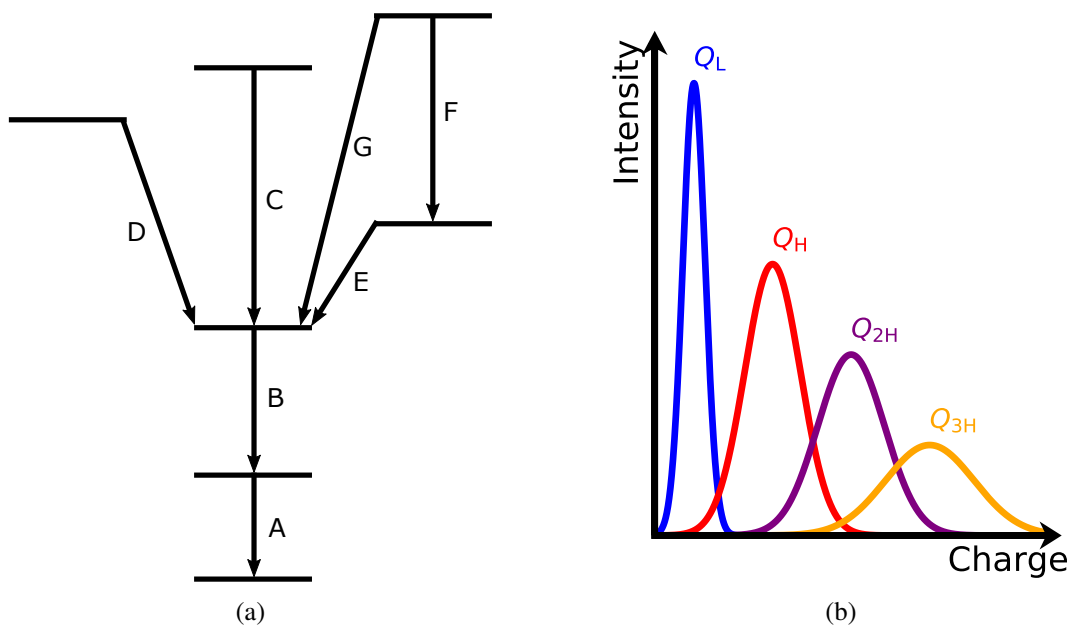 D
C
G
F
E
B
A
(a)
Intensity
Q_L
Q_H
Q_2H
Q_3H
Charge
(b)